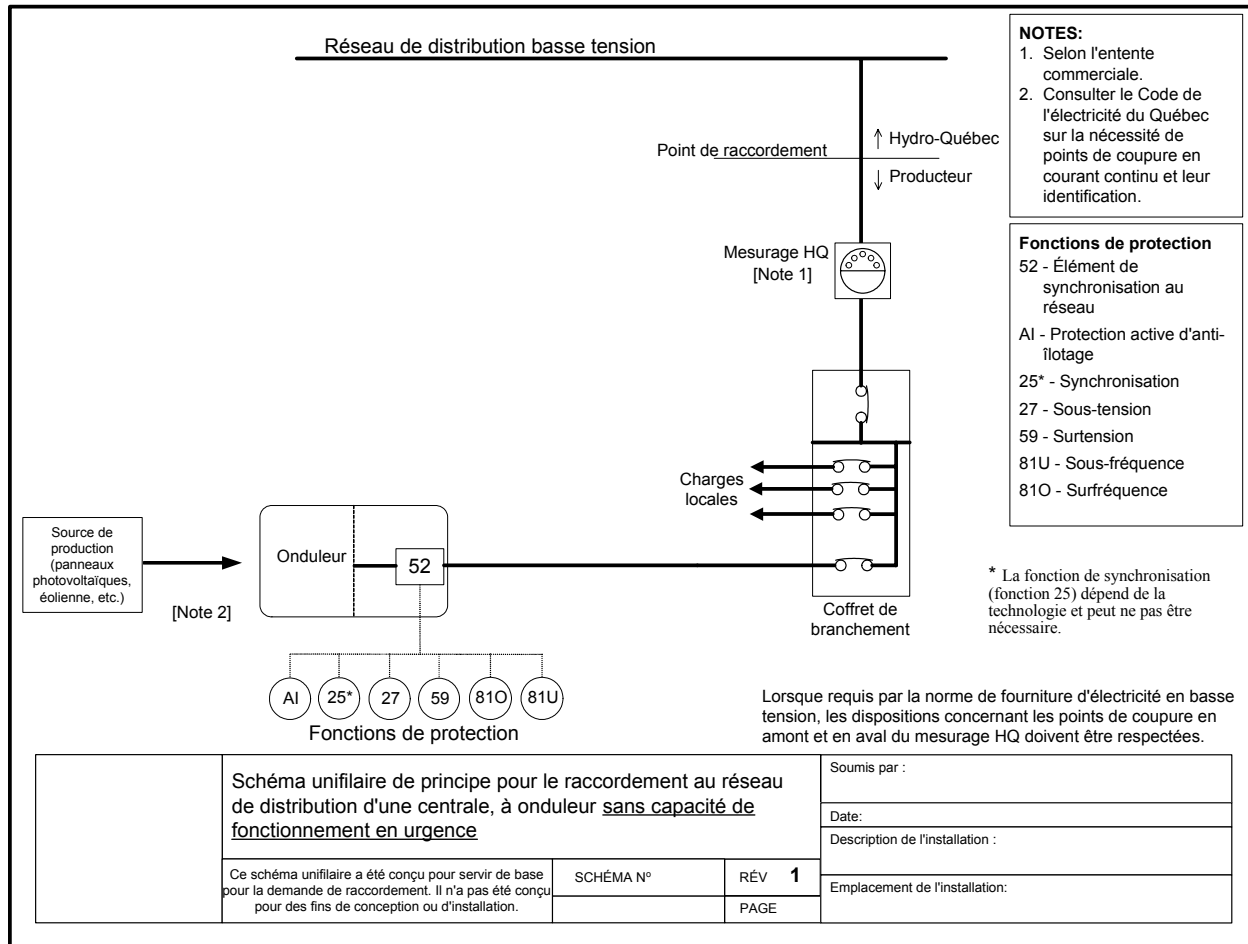 Réseau de distribution basse tension
Point de raccordement
↑ Hydro-Québec
↓ Producteur
Mesurage HQ
[Note 1]
Charges
locales
Source de
production
(panneaux
photovoltaïques,
éolienne, etc.)
[Note 2]
Onduleur
52
Coffret de
branchement
AI
25*
27
59
81O
81U
Fonctions de protection
NOTES:
1. Selon l'entente
commerciale.
2. Consulter le Code de
l'électricité du Québec
sur la nécessité de
points de coupure en
courant continu et leur
identification.
Fonctions de protection
52 - Élément de
synchronisation au
réseau
AI - Protection active d'anti-
îlotage
25* - Synchronisation
27 - Sous-tension
59 - Surtension
81U - Sous-fréquence
81O - Surfréquence
* La fonction de synchronisation
(fonction 25) dépend de la
technologie et peut ne pas être
nécessaire.
Lorsque requis par la norme de fourniture d'électricité en basse
tension, les dispositions concernant les points de coupure en
amont et en aval du mesurage HQ doivent être respectées.
Schéma unifilaire de principe pour le raccordement au réseau
de distribution d'une centrale, à onduleur sans capacité de
fonctionnement en urgence
Ce schéma unifilaire a été conçu pour servir de base
pour la demande de raccordement. Il n'a pas été conçu
pour des fins de conception ou d'installation.
SCHÉMA Nº
RÉV 1
PAGE
Soumis par :
Date:
Description de l'installation :
Emplacement de l'installation: